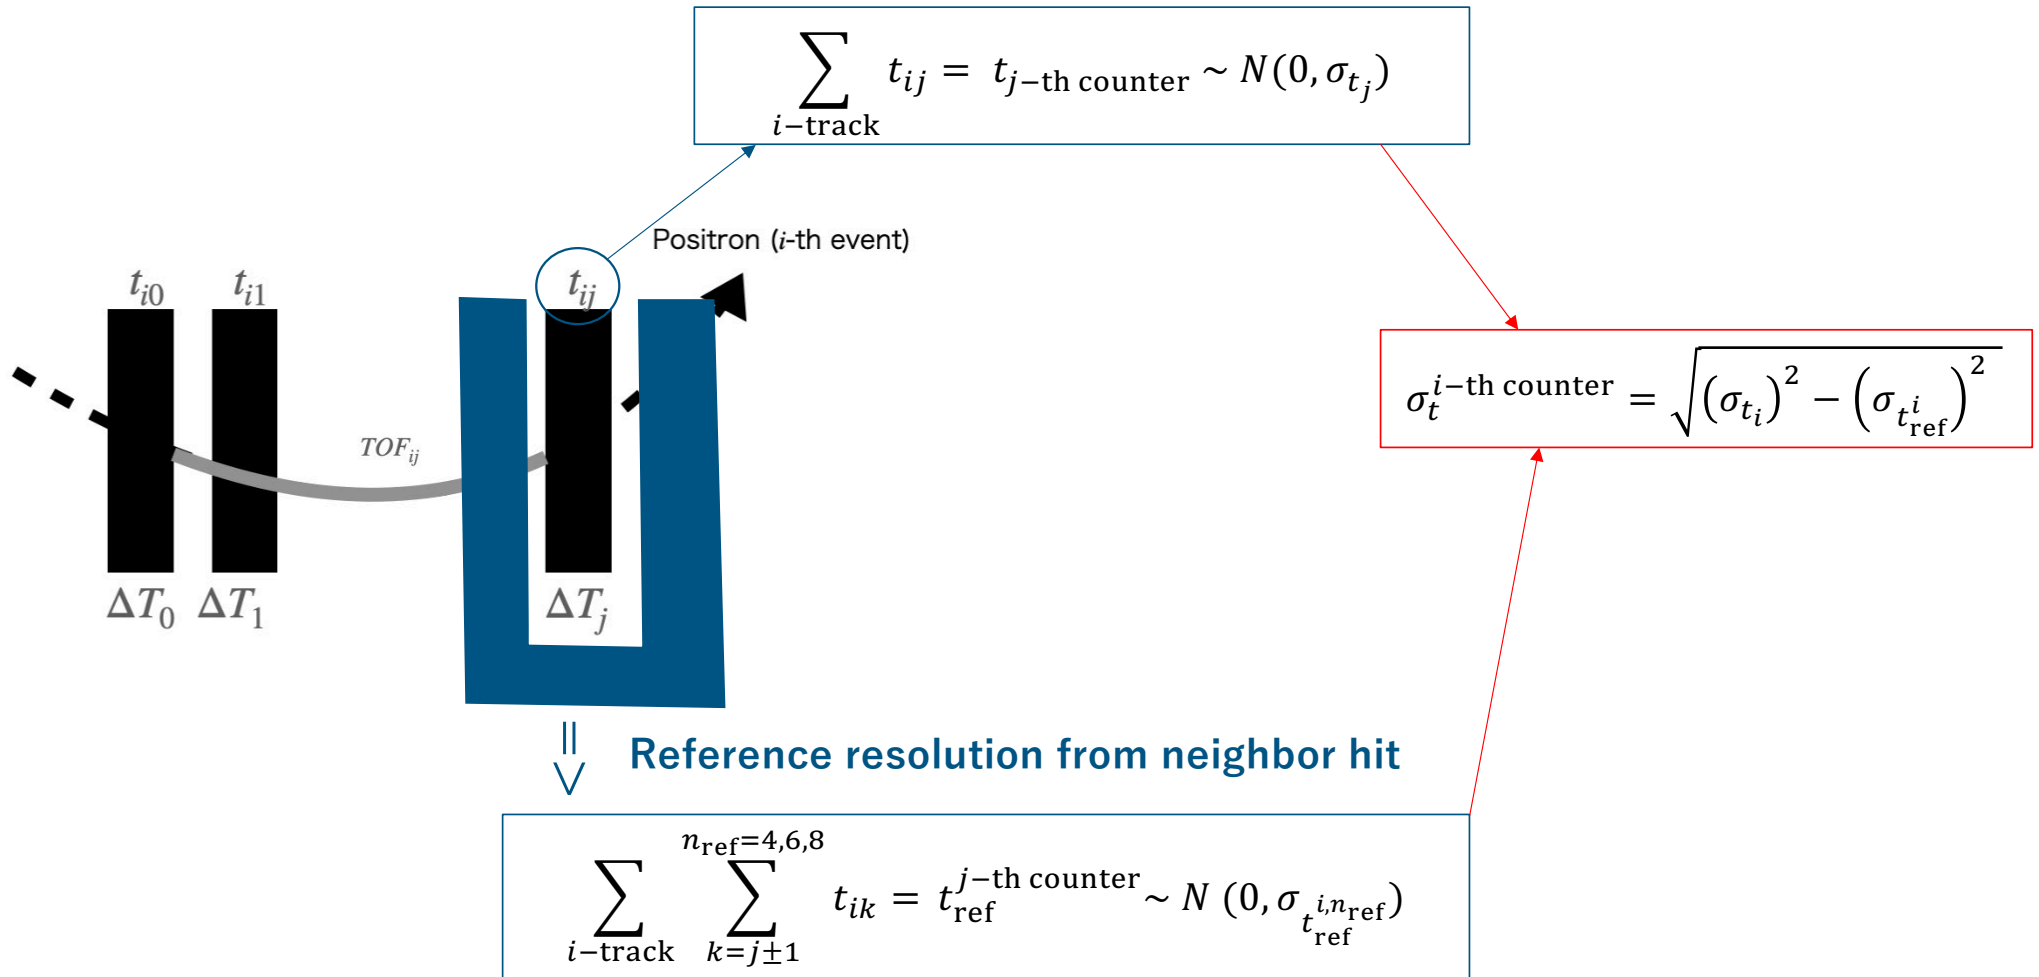 ∑_{i−track} t_{ij} = t_{j−th counter} ~ N(0, σ_{t_j})
Positron (i-th event)
t_{i0} t_{i1} t_{ij}
TOF_{ij}
σ_t^{i−th counter} = √((σ_{t_i})² − (σ_{t_ref^i})²)
ΔT_0 ΔT_1 ΔT_j
Reference resolution from neighbor hit
∑_{i−track} ∑_{k=j±1}^{n_ref=4,6,8} t_{ik} = t_ref^{j−th counter} ~ N (0, σ_{t_ref^{i,n_ref}})